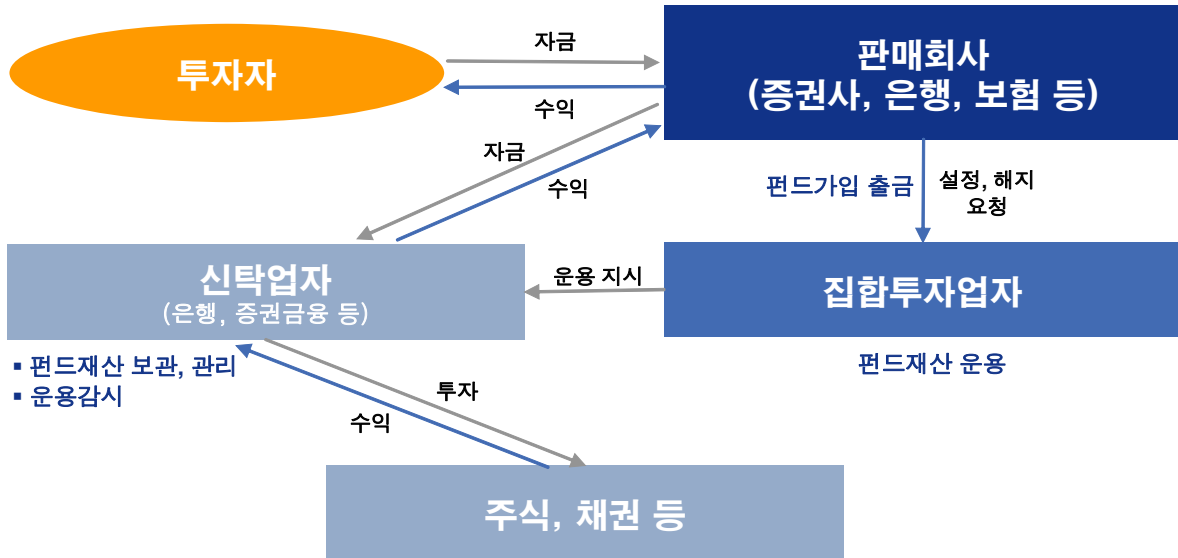 투자자
자금
수익
판매회사
(증권사, 은행, 보험 등)
자금
수익
펀드가입 출금
설정, 해지
요청
신탁업자
(은행, 증권금융 등)
운용 지시
집합투자업자
▪ 펀드재산 보관, 관리
▪ 운용감시
펀드재산 운용
투자
수익
주식, 채권 등